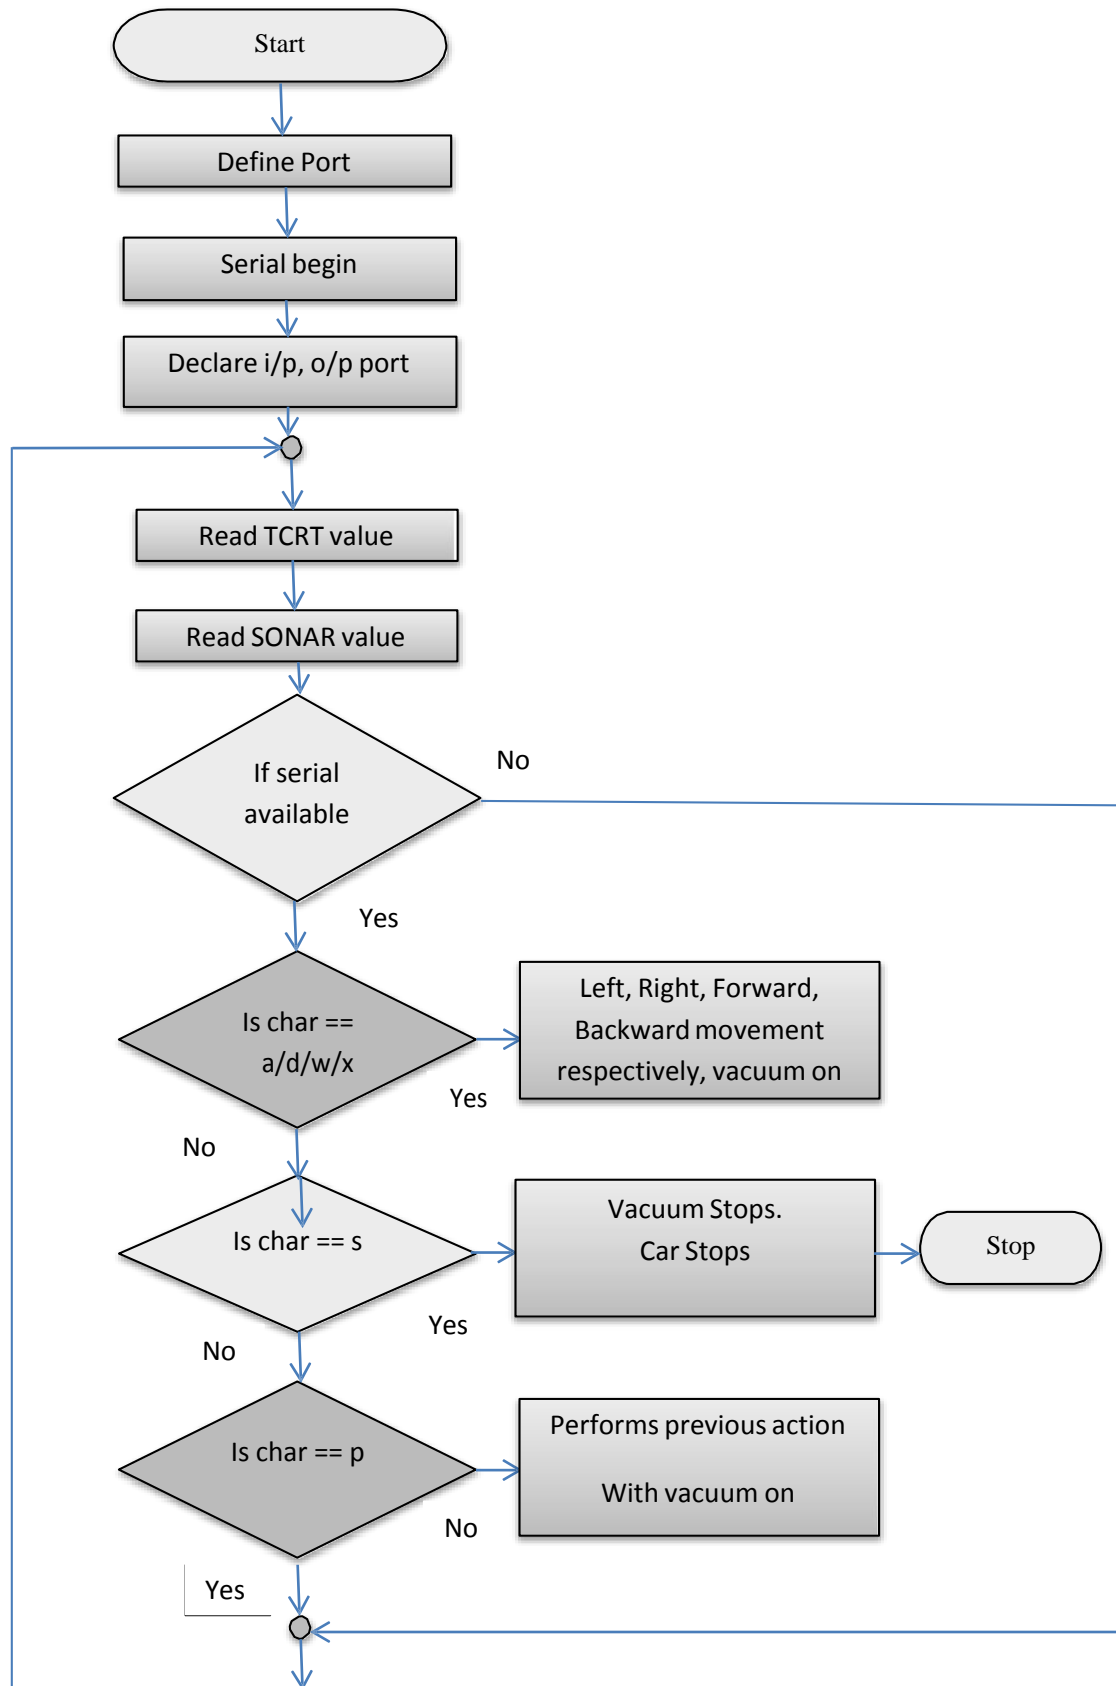 Start
Define Port
Serial begin
Declare i/p, o/p port
Read TCRT value
Read SONAR value
If serial
available
No
Yes
Is char ==
a/d/w/x
Yes
Left, Right, Forward,
Backward movement
respectively, vacuum on
No
Is char == s
Yes
Vacuum Stops.
Car Stops
Stop
No
Is char == p
No
Performs previous action
With vacuum on
Yes